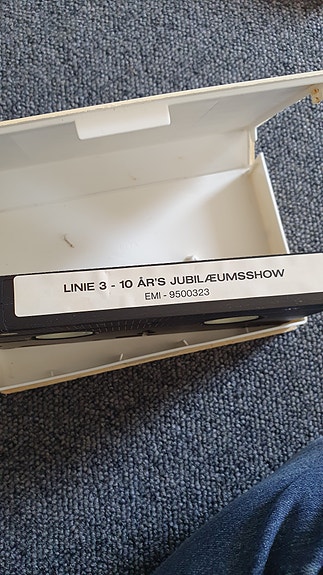 LINIE 3 - 10 ÅR'S JUBILÆUMSSHOW
EMI - 9500323